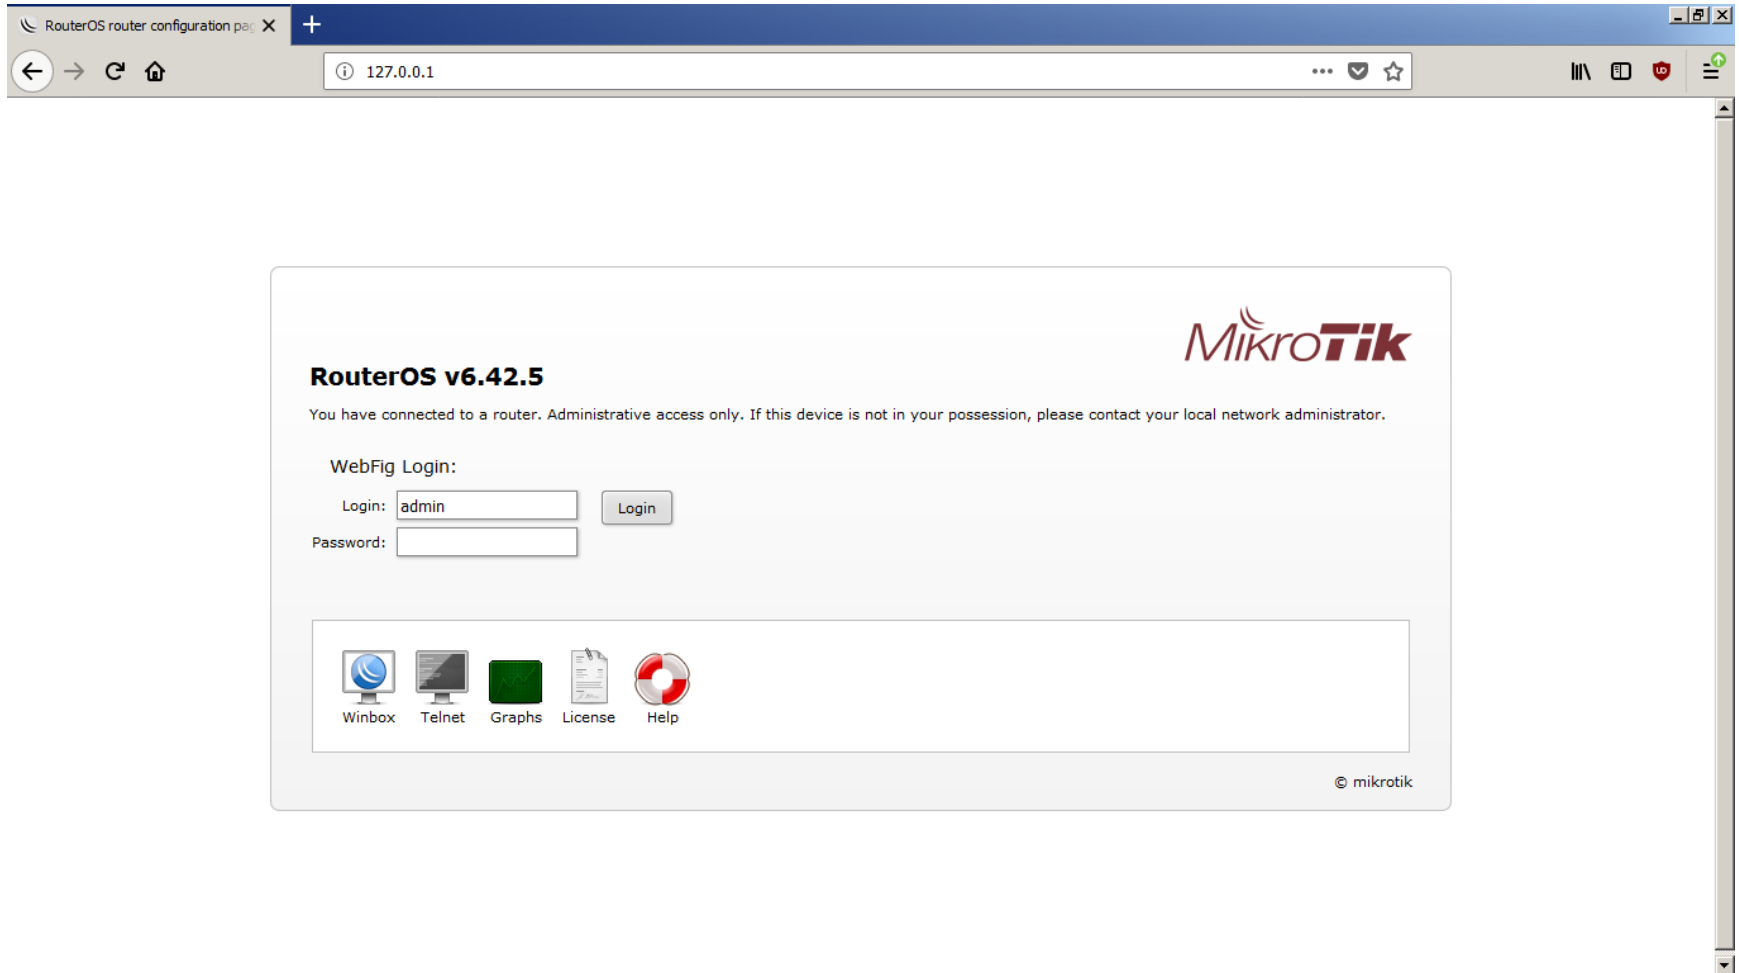 RouterOS router configuration pag
127.0.0.1
MikroTik
RouterOS v6.42.5
You have connected to a router. Administrative access only. If this device is not in your possession, please contact your local network administrator.
WebFig Login:
Login: admin Login
Password:
Winbox Telnet Graphs License Help
© mikrotik